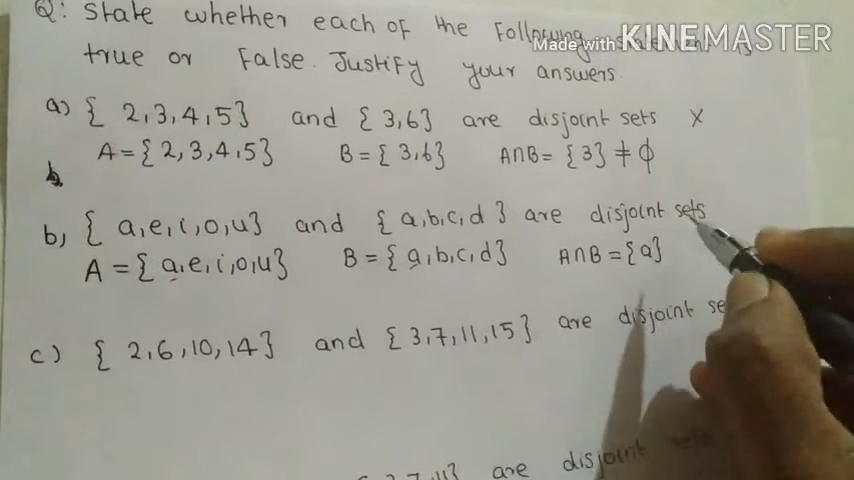 Q: State whether each of the Following is
Made with KINEMASTER
true or False. Justify your answers.
a) { 2,3,4,5} and { 3,6} are disjoint sets ×
A = { 2,3,4,5} B = { 3,6} A∩B = {3} ≠ ϕ
b) { a,e,i,o,u} and { a,b,c,d } are disjoint sets
A = { a,e,i,o,u} B = { a,b,c,d} A∩B = {a}
c) { 2,6,10,14} and { 3,7,11,15} are disjoint se
are disjoint sets